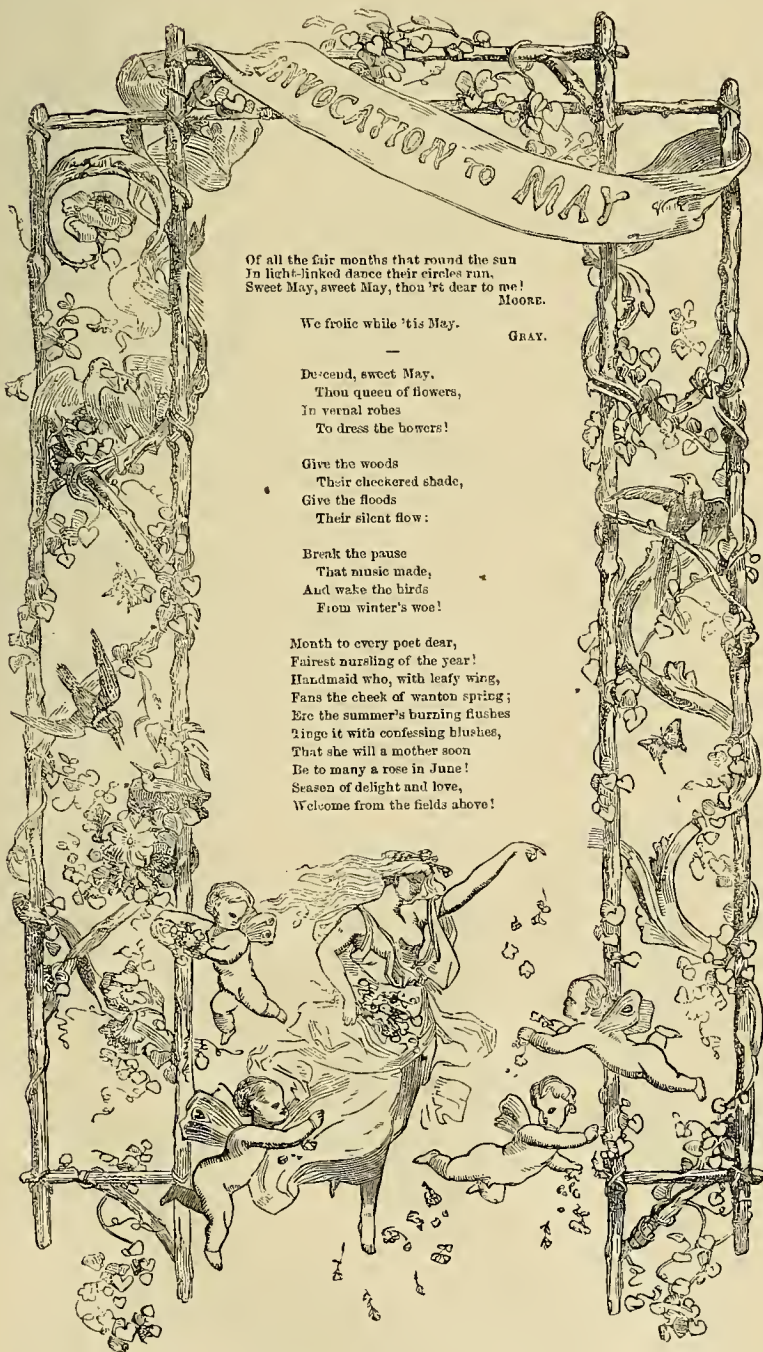 INVOCATION TO MAY
Of all the fair months that round the sun
In light-linked dance their circles run,
Sweet May, sweet May, thou 'rt dear to me!
MOORE.
We frolic while 'tis May.
GRAY.
—
Descend, sweet May,
Thou queen of flowers,
In vernal robes
To dress the bowers!
Give the woods
Their checkered shade,
Give the floods
Their silent flow:
Break the pause
That music made,
And wake the birds
From winter's woe!
Month to every poet dear,
Fairest nursling of the year!
Handmaid who, with leafy wing,
Fans the cheek of wanton spring;
Ere the summer's burning flushes
Tinge it with confessing blushes,
That she will a mother soon
Be to many a rose in June!
Season of delight and love,
Welcome from the fields above!